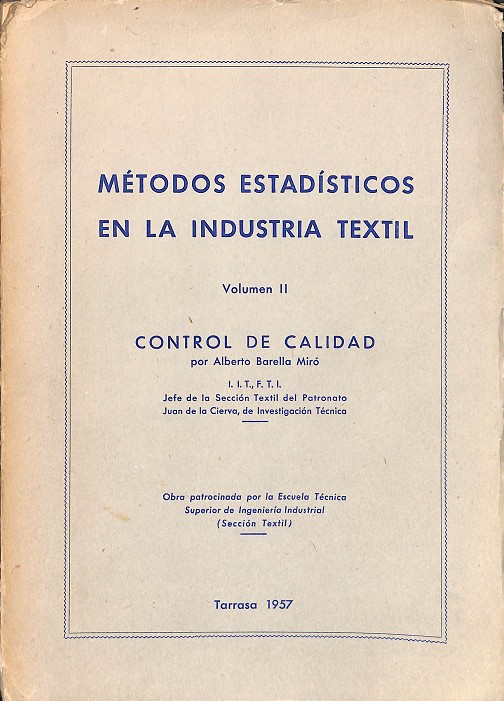 MÉTODOS ESTADÍSTICOS
EN LA INDUSTRIA TEXTIL
Volumen II
CONTROL DE CALIDAD
por Alberto Barella Miró
I. I. T., F. T. I.
Jefe de la Sección Textil del Patronato
Juan de la Cierva, de Investigación Técnica
Obra patrocinada por la Escuela Técnica
Superior de Ingeniería Industrial
(Sección Textil)
Tarrasa 1957